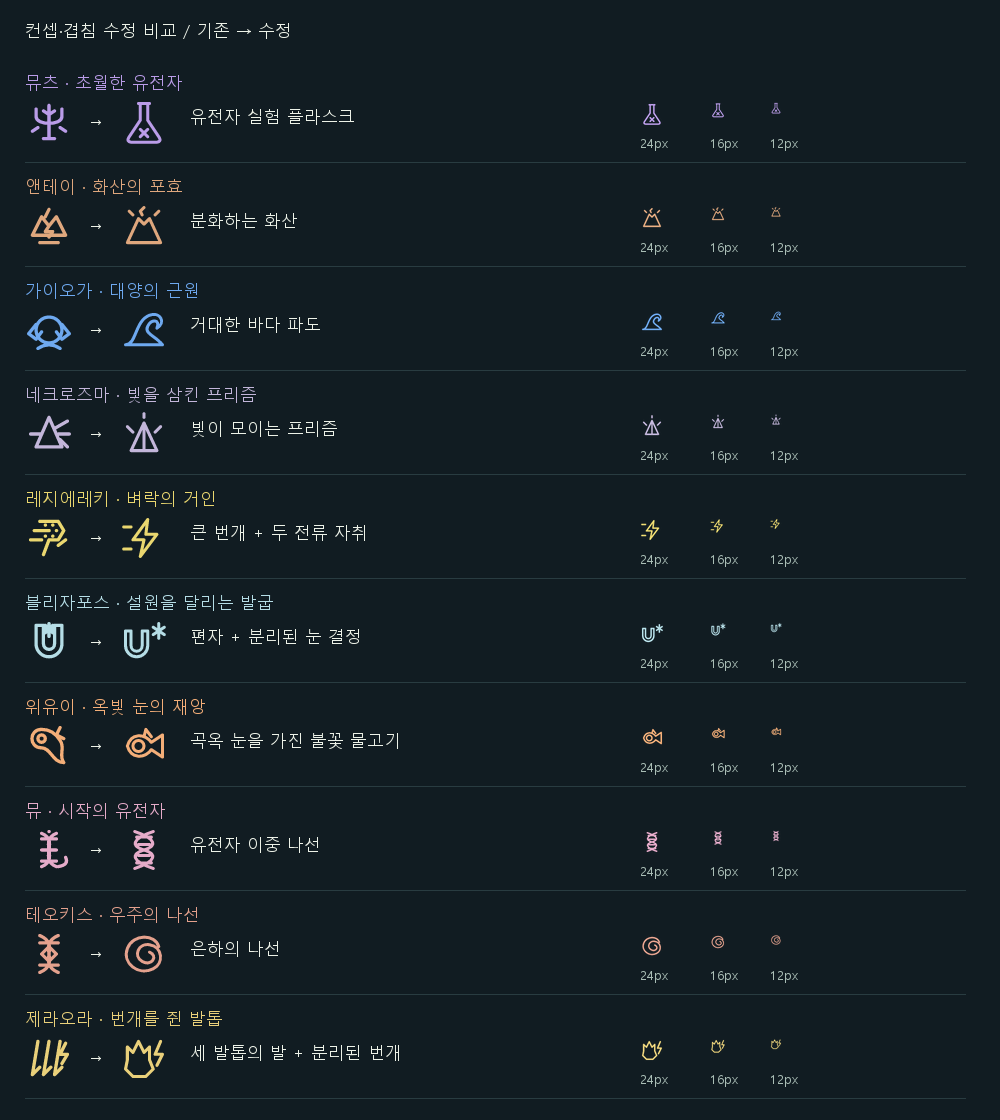 컨셉·겹침 수정 비교 / 기존 → 수정
뮤츠 · 초월한 유전자
→ 유전자 실험 플라스크
24px 16px 12px
앤테이 · 화산의 포효
→ 분화하는 화산
24px 16px 12px
가이오가 · 대양의 근원
→ 거대한 바다 파도
24px 16px 12px
네크로즈마 · 빛을 삼킨 프리즘
→ 빛이 모이는 프리즘
24px 16px 12px
레지에레키 · 벼락의 거인
→ 큰 번개 + 두 전류 자취
24px 16px 12px
블리자포스 · 설원을 달리는 발굽
→ 편자 + 분리된 눈 결정
24px 16px 12px
위유이 · 옥빛 눈의 재앙
→ 곡옥 눈을 가진 불꽃 물고기
24px 16px 12px
뮤 · 시작의 유전자
→ 유전자 이중 나선
24px 16px 12px
테오키스 · 우주의 나선
→ 은하의 나선
24px 16px 12px
제라오라 · 번개를 쥔 발톱
→ 세 발톱의 발 + 분리된 번개
24px 16px 12px